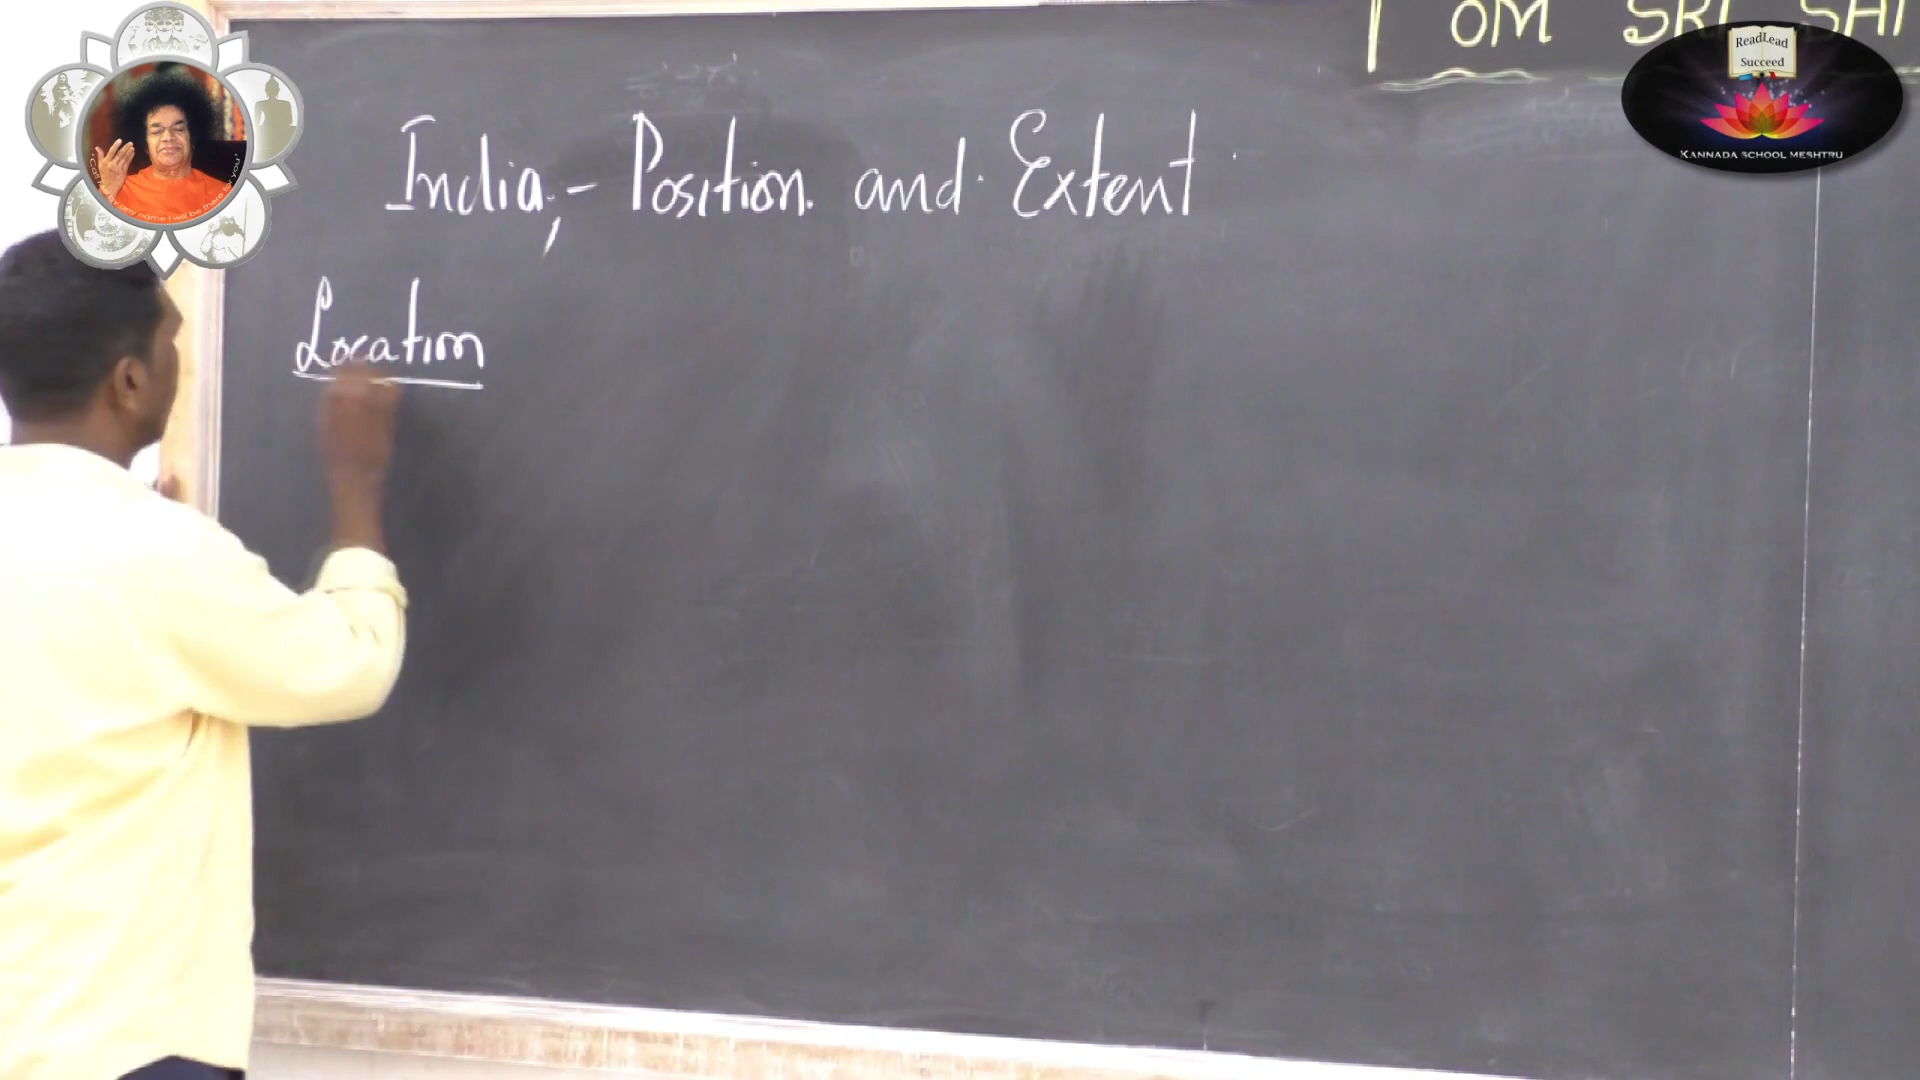 OM SRI SAI
ReadLead
Succeed
KANNADA SCHOOL MESHTRU
India,- Position and Extent
Location